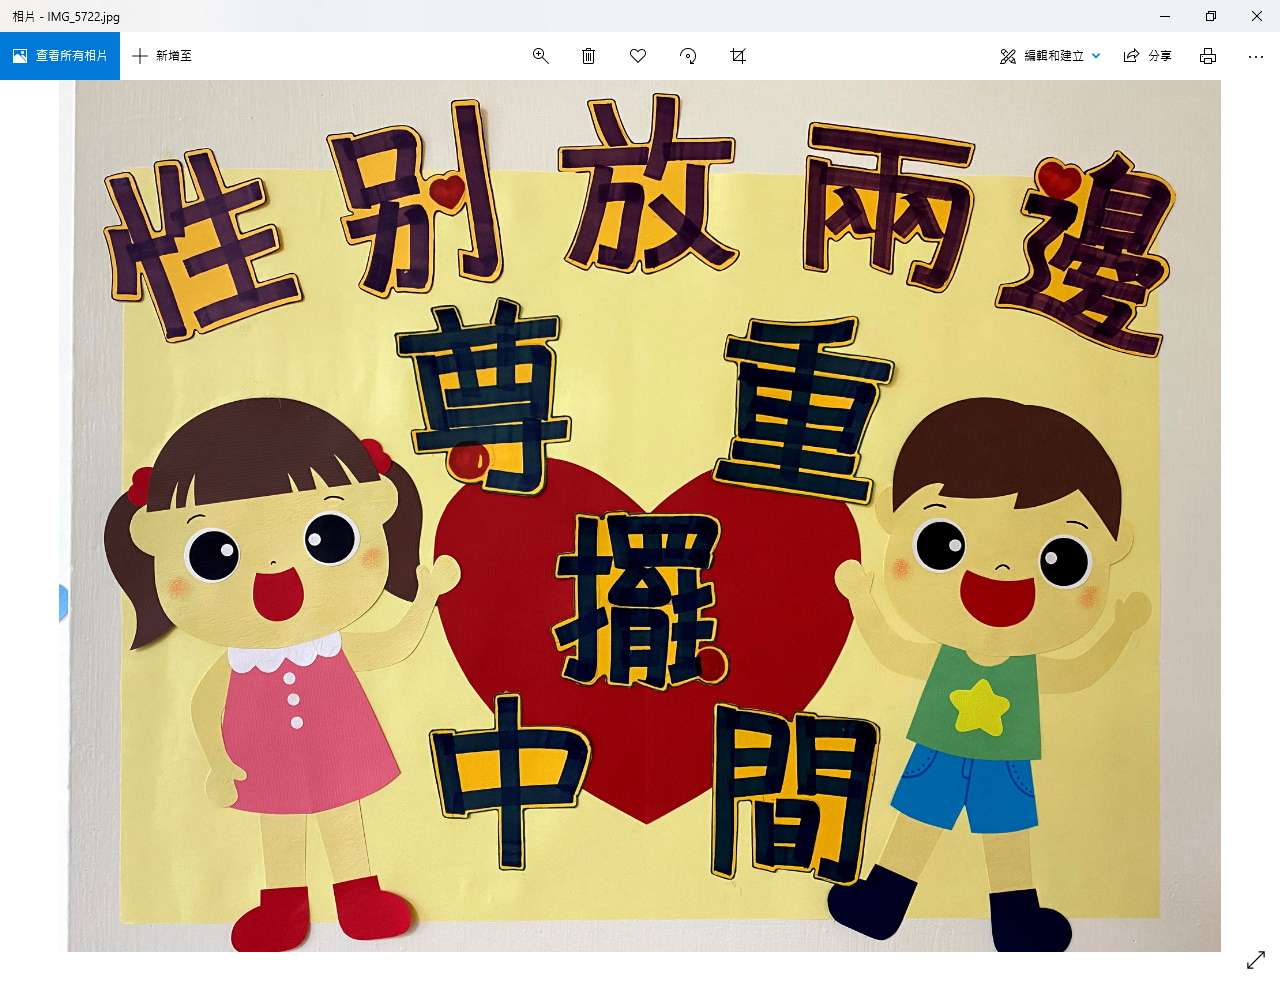 相片 - IMG_5722.jpg
查看所有相片
新增至
編輯和建立
分享
性別放兩邊
尊重
擺
中間